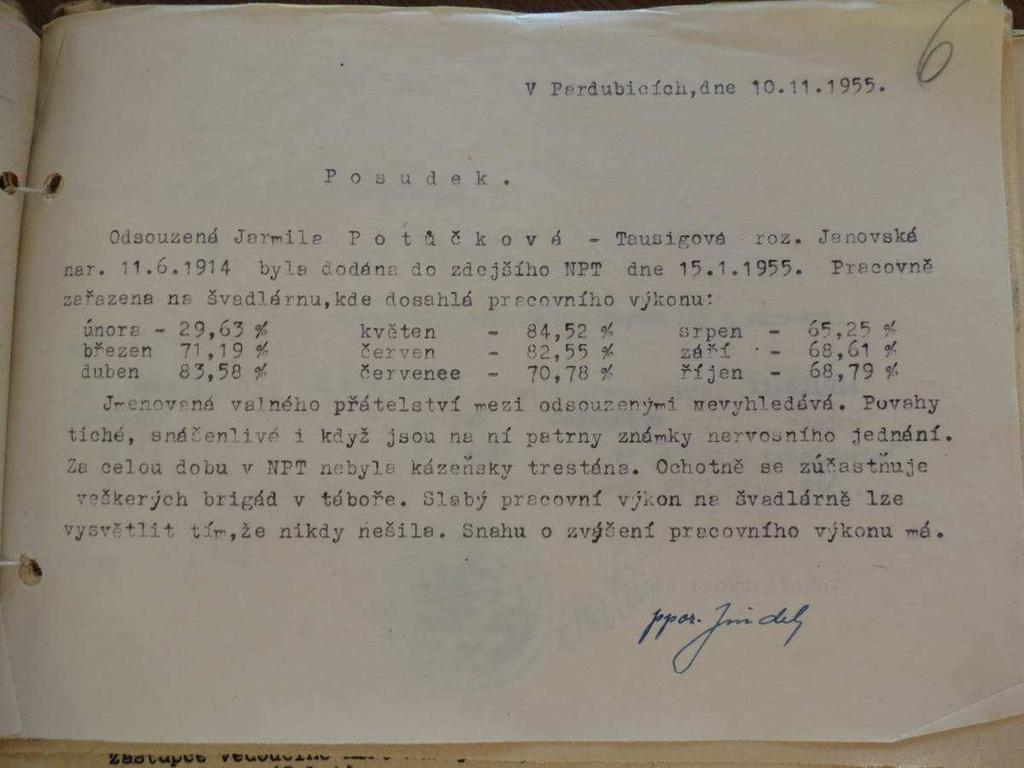 6
V Pardubicích,dne 10.11.1955.
P o s u d e k .
Odsouzená Jarmila P o t ů č k o v á - Tausigová roz. Janovská
nar. 11.6.1914 byla dodána do zdejšího NPT dne 15.1.1955. Pracovně
zařazena na švadlárnu,kde dosahlá pracovního výkonu:
února - 29,63 % květen - 84,52 % srpen - 65,25 %
březen 71,19 % červen - 82,55 % září - 68,61 %
duben 83,58 % červenec - 70,78 % říjen - 68,79 %
Jmenovaná valného přátelství mezi odsouzenými nevyhledává. Povahy
tiché, snášenlivé i když jsou na ní patrny známky nervosního jednání.
Za celou dobu v NPT nebyla kázeňsky trestána. Ochotně se zúčastňuje
veškerých brigád v táboře. Slabý pracovní výkon na švadlárně lze
vysvětlit tím,že nikdy nešila. Snahu o zvýšení pracovního výkonu má.
ppor.
zástupce